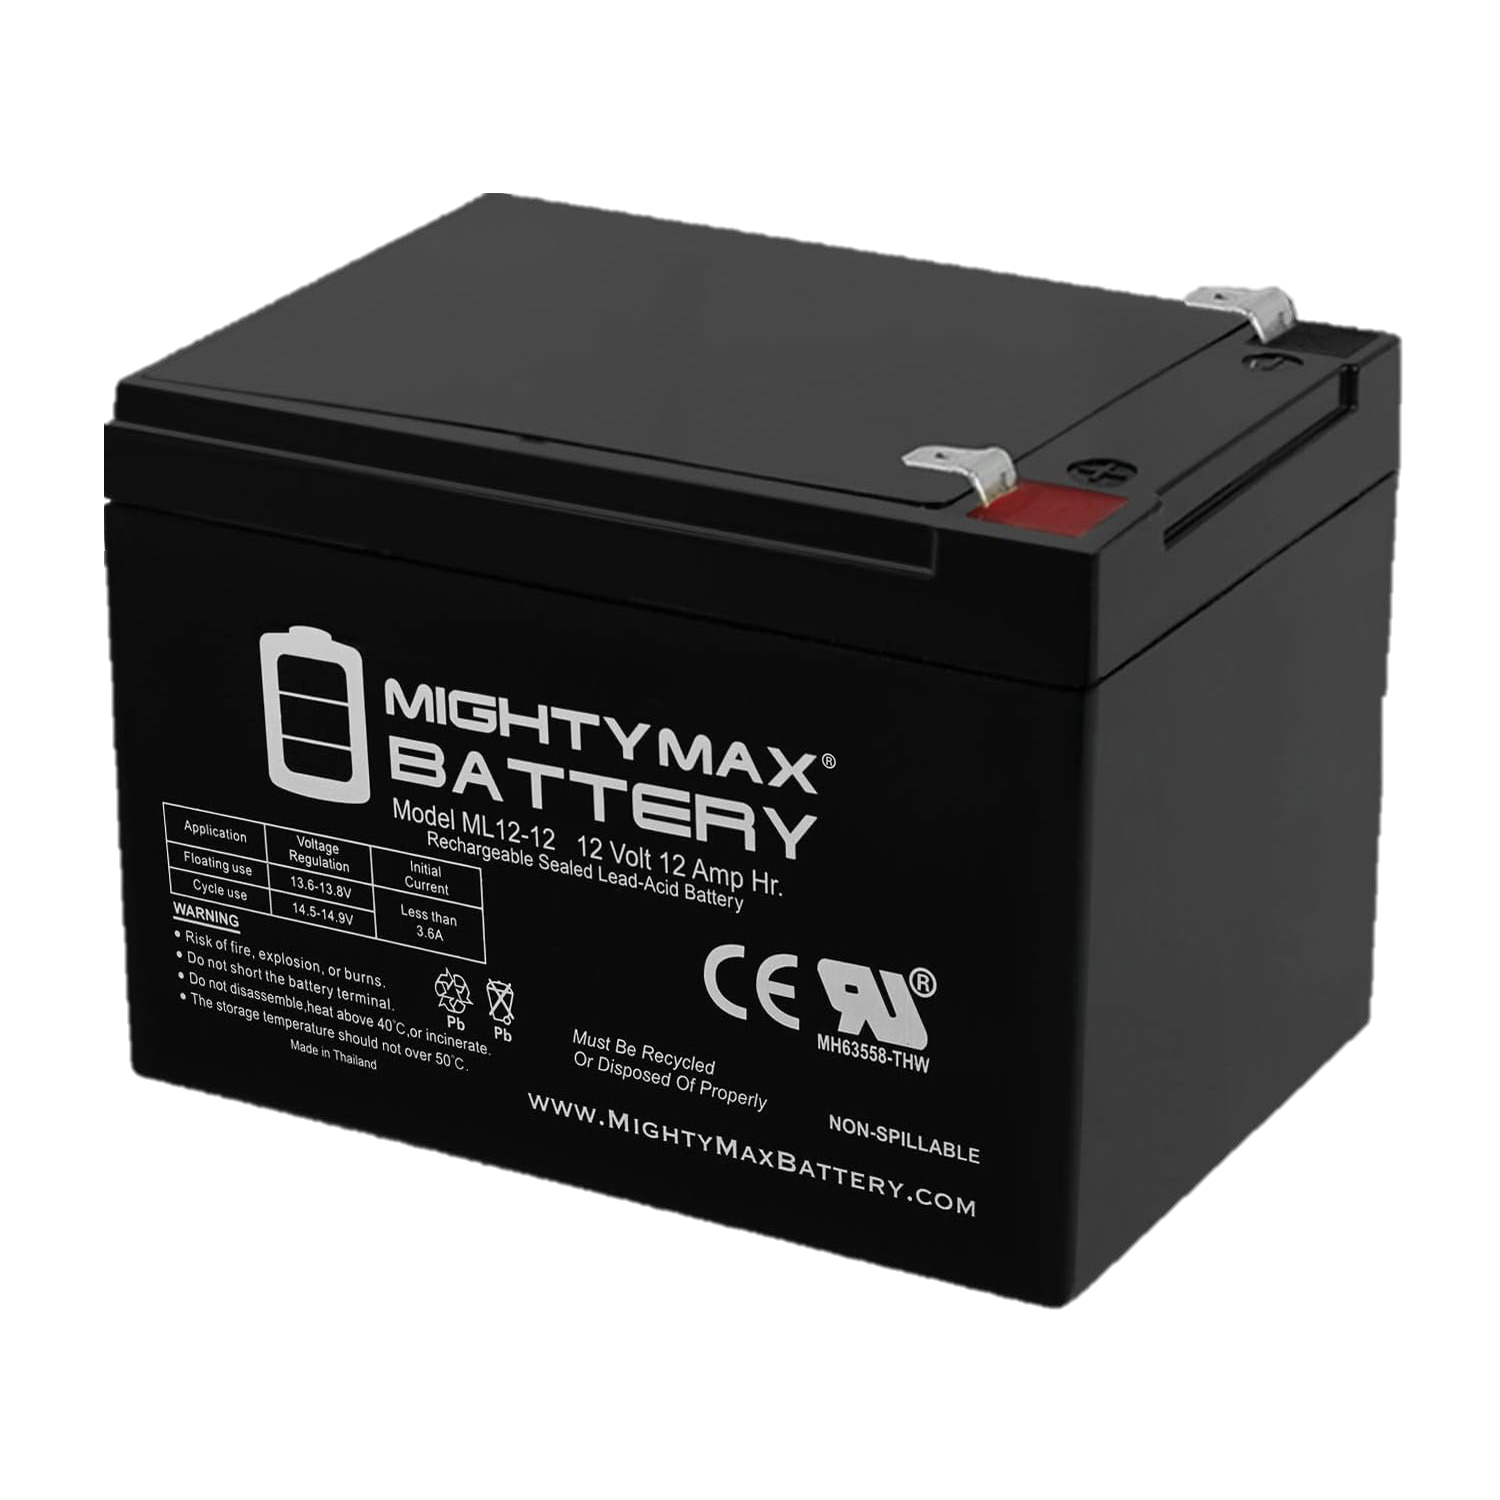 MIGHTYMAX®
BATTERY
Model ML12-12 12 Volt 12 Amp Hr.
Rechargeable Sealed Lead-Acid Battery
Application
Voltage
Regulation
Initial
Current
Floating use
13.6-13.8V
Less than
3.6A
Cycle use
14.5-14.9V
WARNING
• Risk of fire, explosion, or burns.
• Do not short the battery terminal.
• Do not disassemble,heat above 40°C,or incinerate.
• The storage temperature should not over 50°C.
Made in Thailand
Pb
Pb
CE
RU®
MH63558-THW
Must Be Recycled
Or Disposed Of Properly
NON-SPILLABLE
WWW.MIGHTYMAXBATTERY.COM